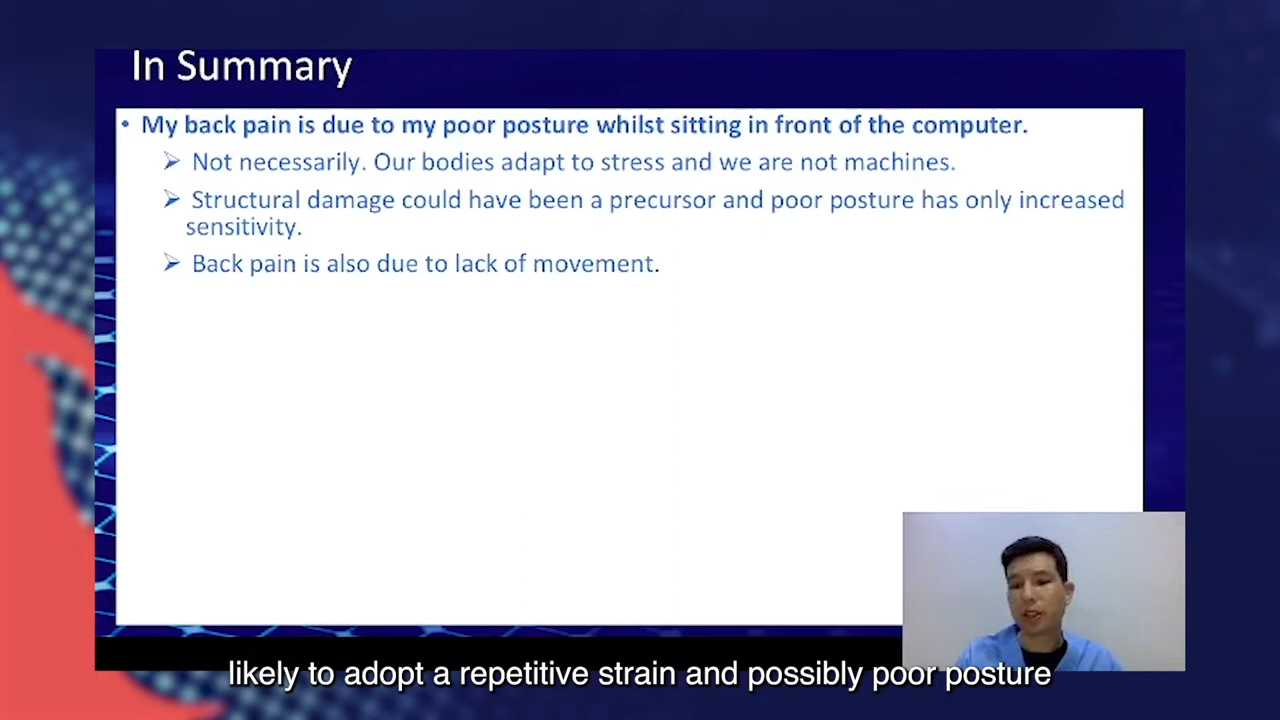 In Summary
• My back pain is due to my poor posture whilst sitting in front of the computer.
➢ Not necessarily. Our bodies adapt to stress and we are not machines.
➢ Structural damage could have been a precursor and poor posture has only increased
sensitivity.
➢ Back pain is also due to lack of movement.
likely to adopt a repetitive strain and possibly poor posture